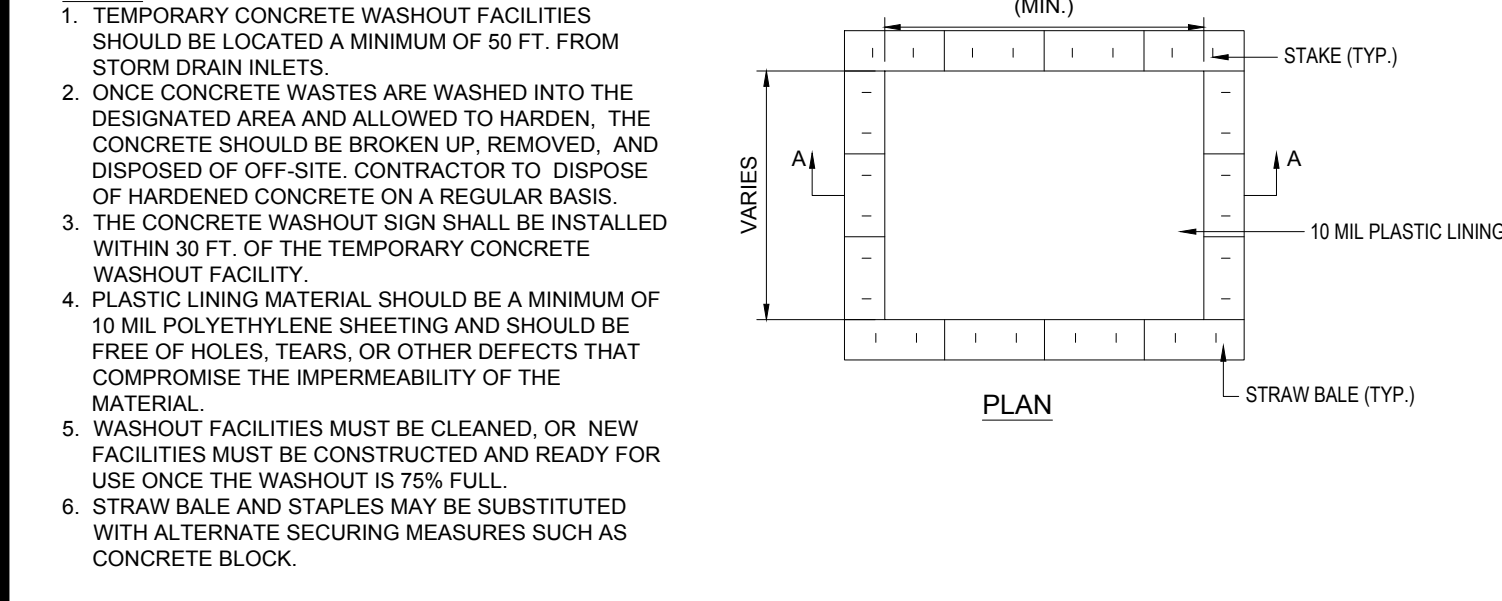 1. TEMPORARY CONCRETE WASHOUT FACILITIES
SHOULD BE LOCATED A MINIMUM OF 50 FT. FROM
STORM DRAIN INLETS.
2. ONCE CONCRETE WASTES ARE WASHED INTO THE
DESIGNATED AREA AND ALLOWED TO HARDEN, THE
CONCRETE SHOULD BE BROKEN UP, REMOVED, AND
DISPOSED OF OFF-SITE. CONTRACTOR TO DISPOSE
OF HARDENED CONCRETE ON A REGULAR BASIS.
3. THE CONCRETE WASHOUT SIGN SHALL BE INSTALLED
WITHIN 30 FT. OF THE TEMPORARY CONCRETE
WASHOUT FACILITY.
4. PLASTIC LINING MATERIAL SHOULD BE A MINIMUM OF
10 MIL POLYETHYLENE SHEETING AND SHOULD BE
FREE OF HOLES, TEARS, OR OTHER DEFECTS THAT
COMPROMISE THE IMPERMEABILITY OF THE
MATERIAL.
5. WASHOUT FACILITIES MUST BE CLEANED, OR NEW
FACILITIES MUST BE CONSTRUCTED AND READY FOR
USE ONCE THE WASHOUT IS 75% FULL.
6. STRAW BALE AND STAPLES MAY BE SUBSTITUTED
WITH ALTERNATE SECURING MEASURES SUCH AS
CONCRETE BLOCK.
(MIN.)
STAKE (TYP.)
VARIES
A
A
10 MIL PLASTIC LINING
STRAW BALE (TYP.)
PLAN